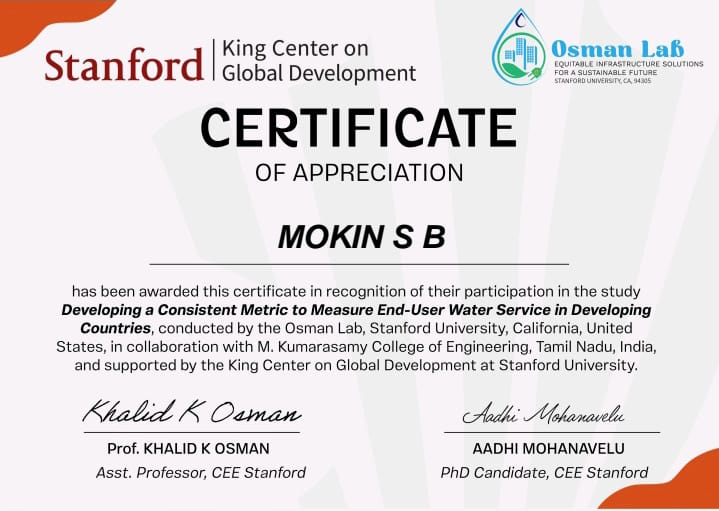 Stanford
King Center on
Global Development
Osman Lab
EQUITABLE INFRASTRUCTURE SOLUTIONS
FOR A SUSTAINABLE FUTURE
STANFORD UNIVERSITY, CA, 94305
CERTIFICATE
OF APPRECIATION
MOKIN S B
has been awarded this certificate in recognition of their participation in the study
Developing a Consistent Metric to Measure End-User Water Service in Developing
Countries, conducted by the Osman Lab, Stanford University, California, United
States, in collaboration with M. Kumarasamy College of Engineering, Tamil Nadu, India,
and supported by the King Center on Global Development at Stanford University.
Khalid K Osman
Aadhi Mohanavelu
Prof. KHALID K OSMAN
AADHI MOHANAVELU
Asst. Professor, CEE Stanford
PhD Candidate, CEE Stanford